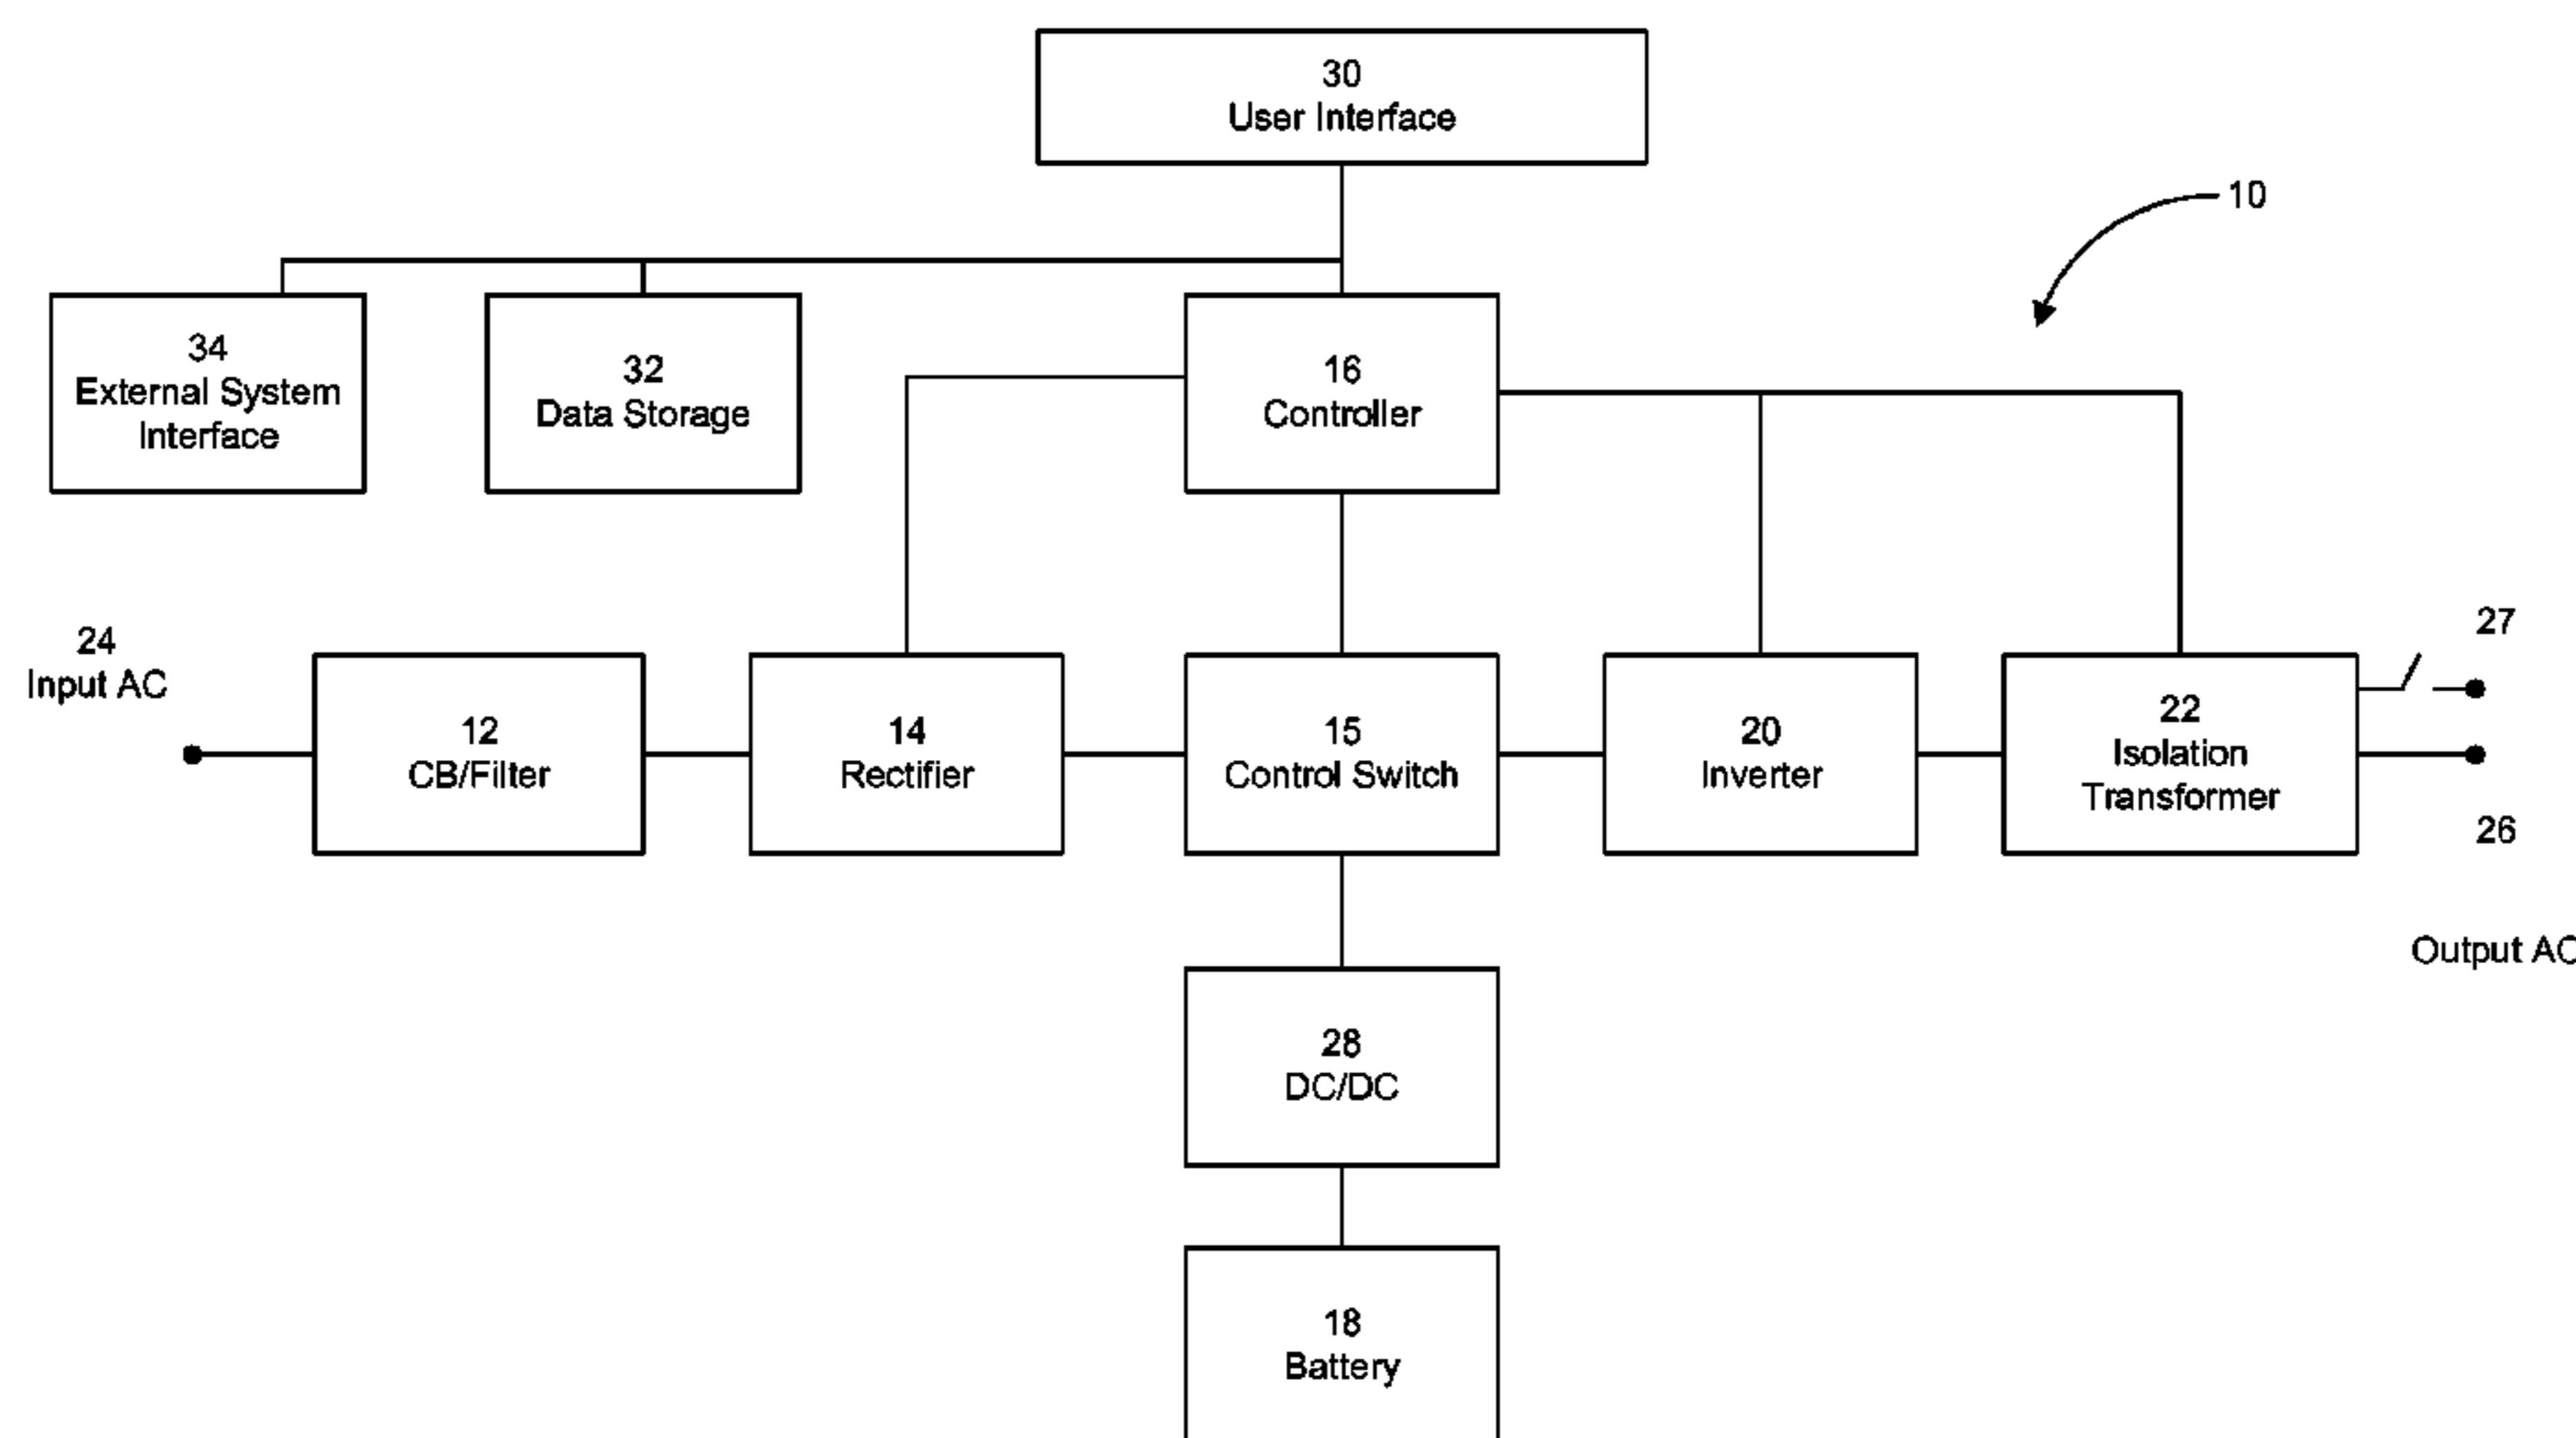 30
User Interface
10
34
External System
Interface
32
Data Storage
16
Controller
24
Input AC
12
CB/Filter
14
Rectifier
15
Control Switch
20
Inverter
22
Isolation
Transformer
27
26
Output AC
28
DC/DC
18
Battery